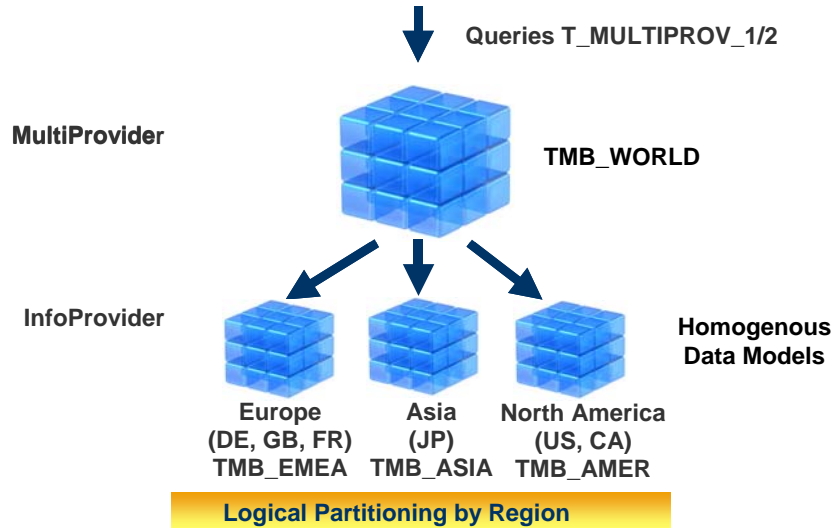 Queries T_MULTIPROV_1/2
MultiProvider
TMB_WORLD
InfoProvider
Homogenous
Data Models
Europe
(DE, GB, FR)
TMB_EMEA
Asia
(JP)
TMB_ASIA
North America
(US, CA)
TMB_AMER
Logical Partitioning by Region